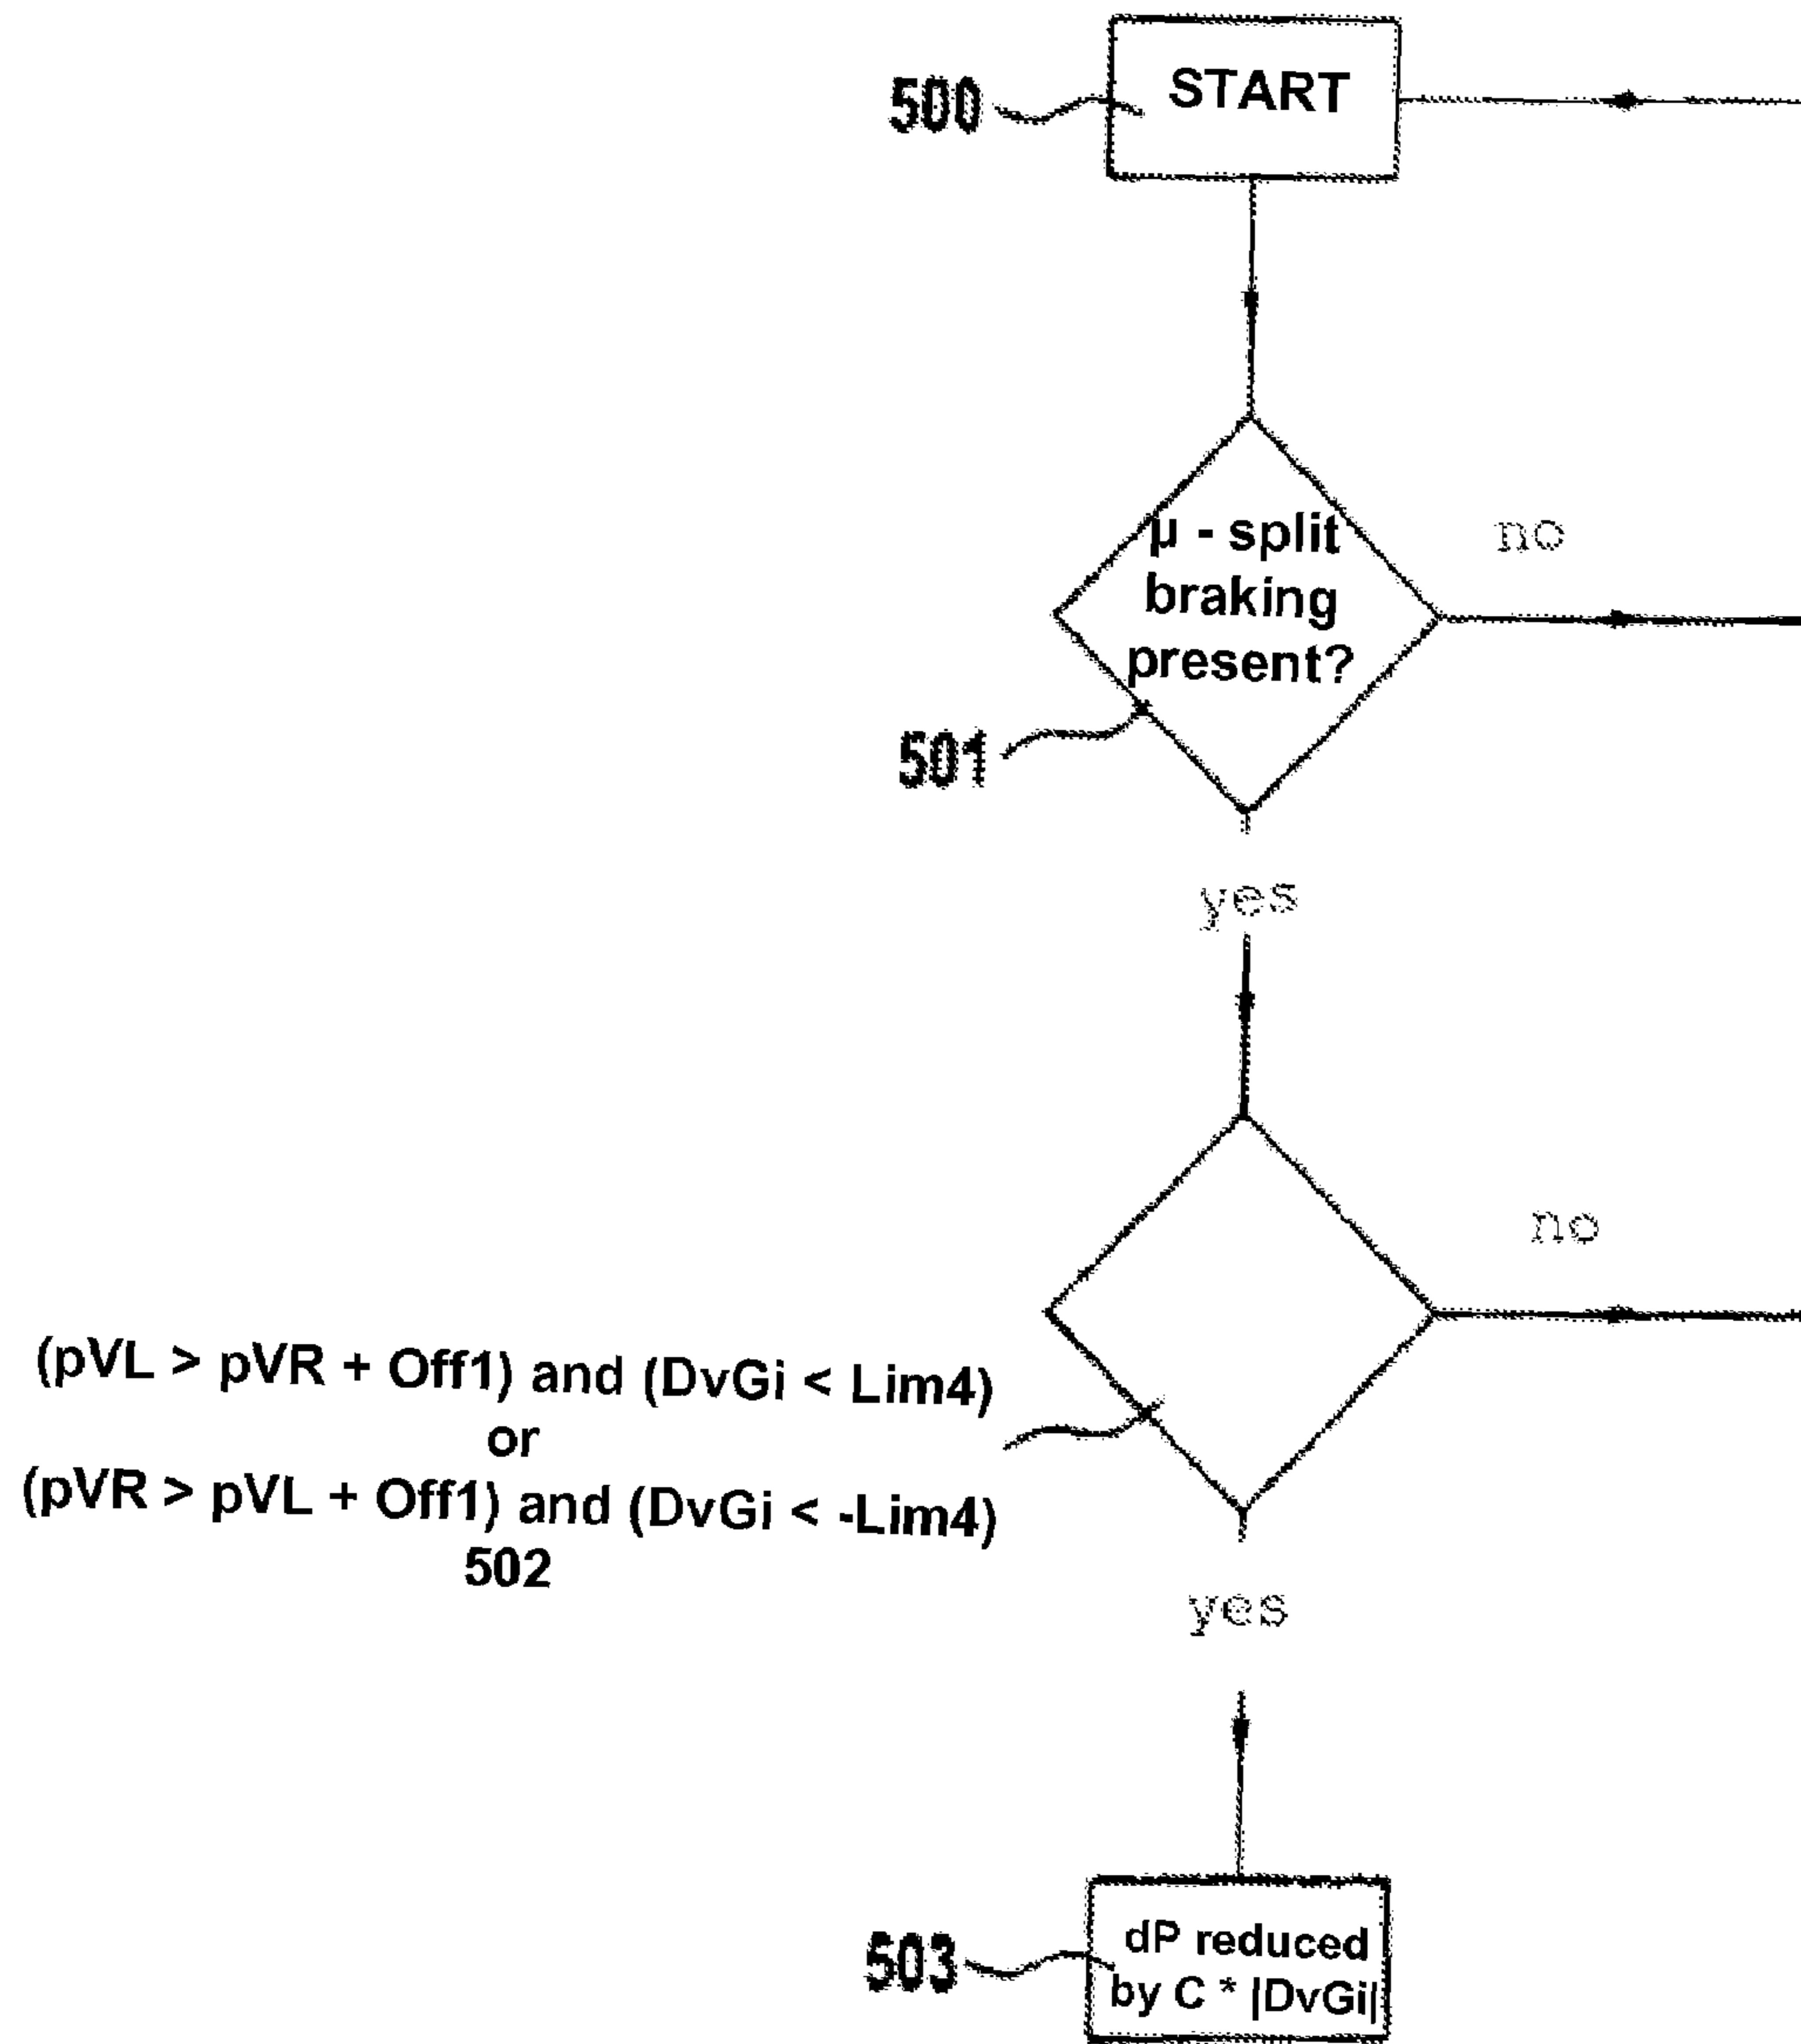 500
START
µ - split
braking
present?
no
501
yes
no
(pVL > pVR + Off1) and (DvGi < Lim4)
or
(pVR > pVL + Off1) and (DvGi < -Lim4)
502
yes
503
dP reduced
by C * |DvGi|